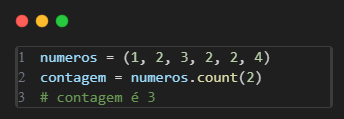 1 numeros = (1, 2, 3, 2, 2, 4)
2 contagem = numeros.count(2)
3 # contagem é 3